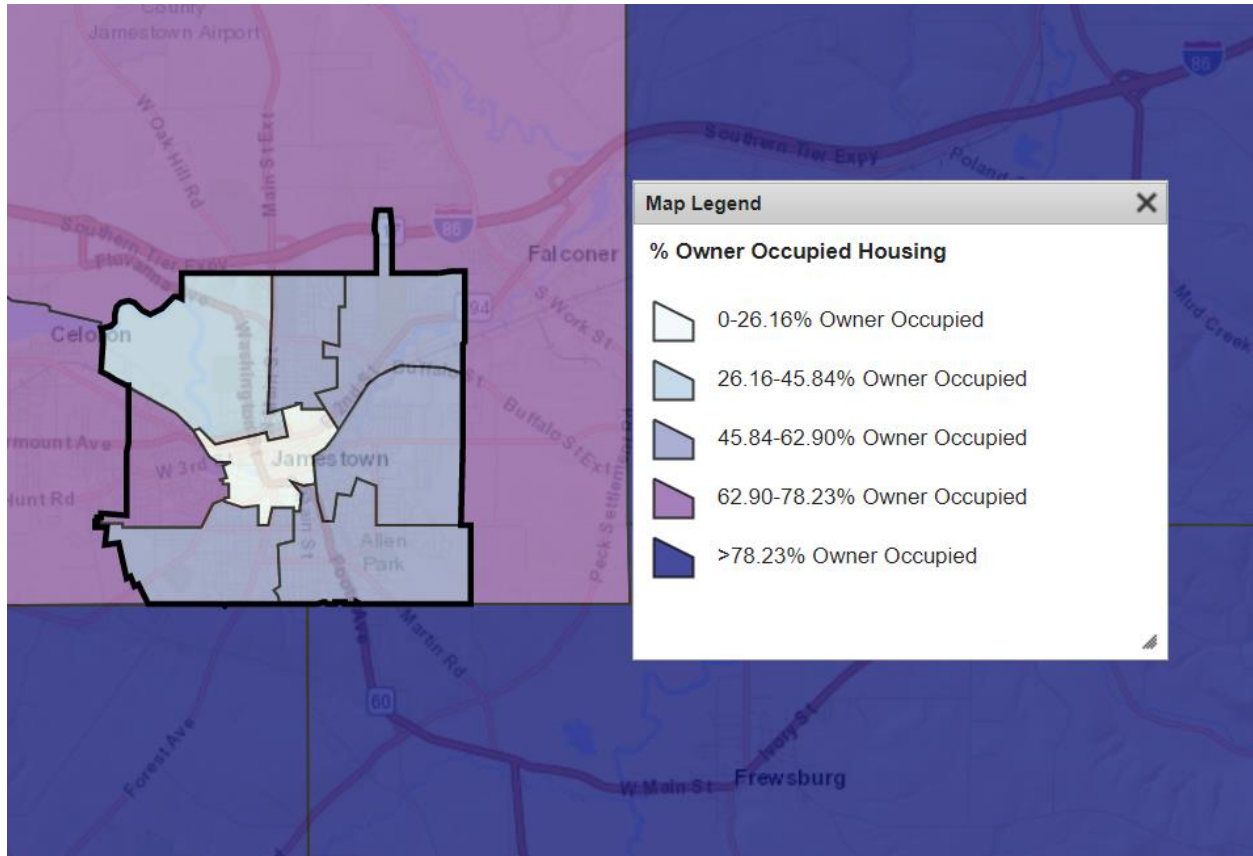 County
Jamestown Airport
W Oak Hill Rd
Main St Ext
86
Southern Tier Expy
Poland
Map Legend
% Owner Occupied Housing
0-26.16% Owner Occupied
26.16-45.84% Owner Occupied
45.84-62.90% Owner Occupied
62.90-78.23% Owner Occupied
>78.23% Owner Occupied
Mud Creek
Southern Tier Expy
Fluvanna Ave
17
86
Falconer
394
S Work St
Celoron
Washington
E 2nd St
Buffalo St
Buffalo St Ext
W 3rd
Jamestown
Hunt Rd
Peck Settlement Rd
Allen
Park
Foote Ave
Martin Rd
60
Forest Ave
W Main St
Ivory St
Frewsburg